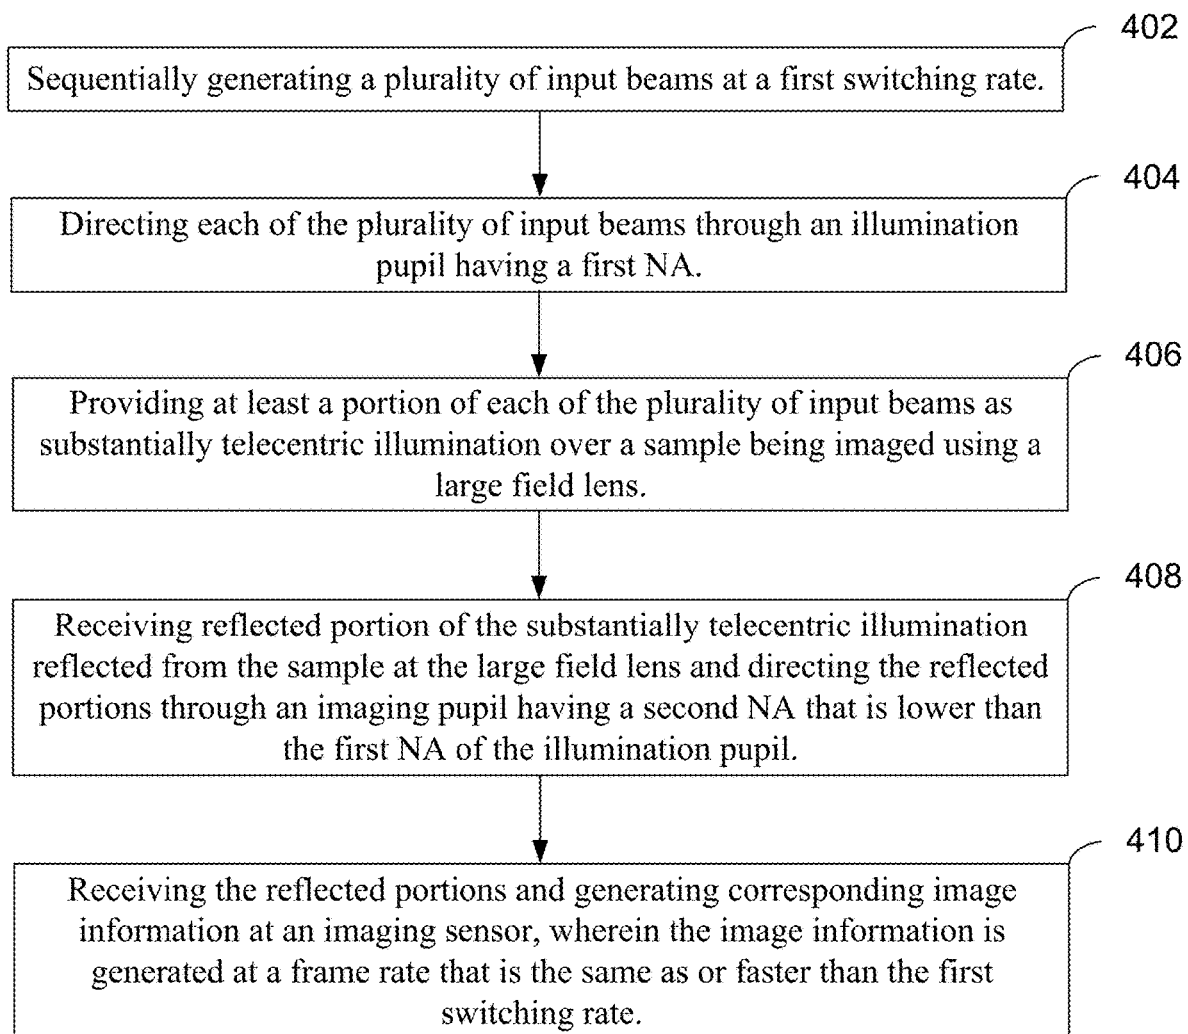 402
Sequentially generating a plurality of input beams at a first switching rate.
404
Directing each of the plurality of input beams through an illumination
pupil having a first NA.
406
Providing at least a portion of each of the plurality of input beams as
substantially telecentric illumination over a sample being imaged using a
large field lens.
408
Receiving reflected portion of the substantially telecentric illumination
reflected from the sample at the large field lens and directing the reflected
portions through an imaging pupil having a second NA that is lower than
the first NA of the illumination pupil.
410
Receiving the reflected portions and generating corresponding image
information at an imaging sensor, wherein the image information is
generated at a frame rate that is the same as or faster than the first
switching rate.